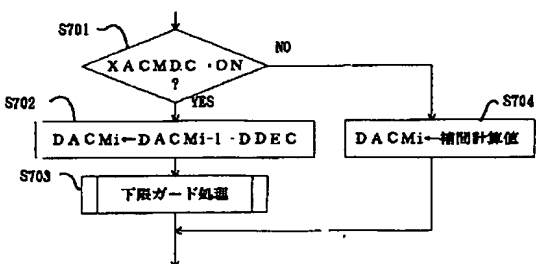 S701
XACMDC・ON
?
NO
YES
S702
DACMi←DACMi-1-DDEC
S704
DACMi←補間計算値
S703
下限ガード処理